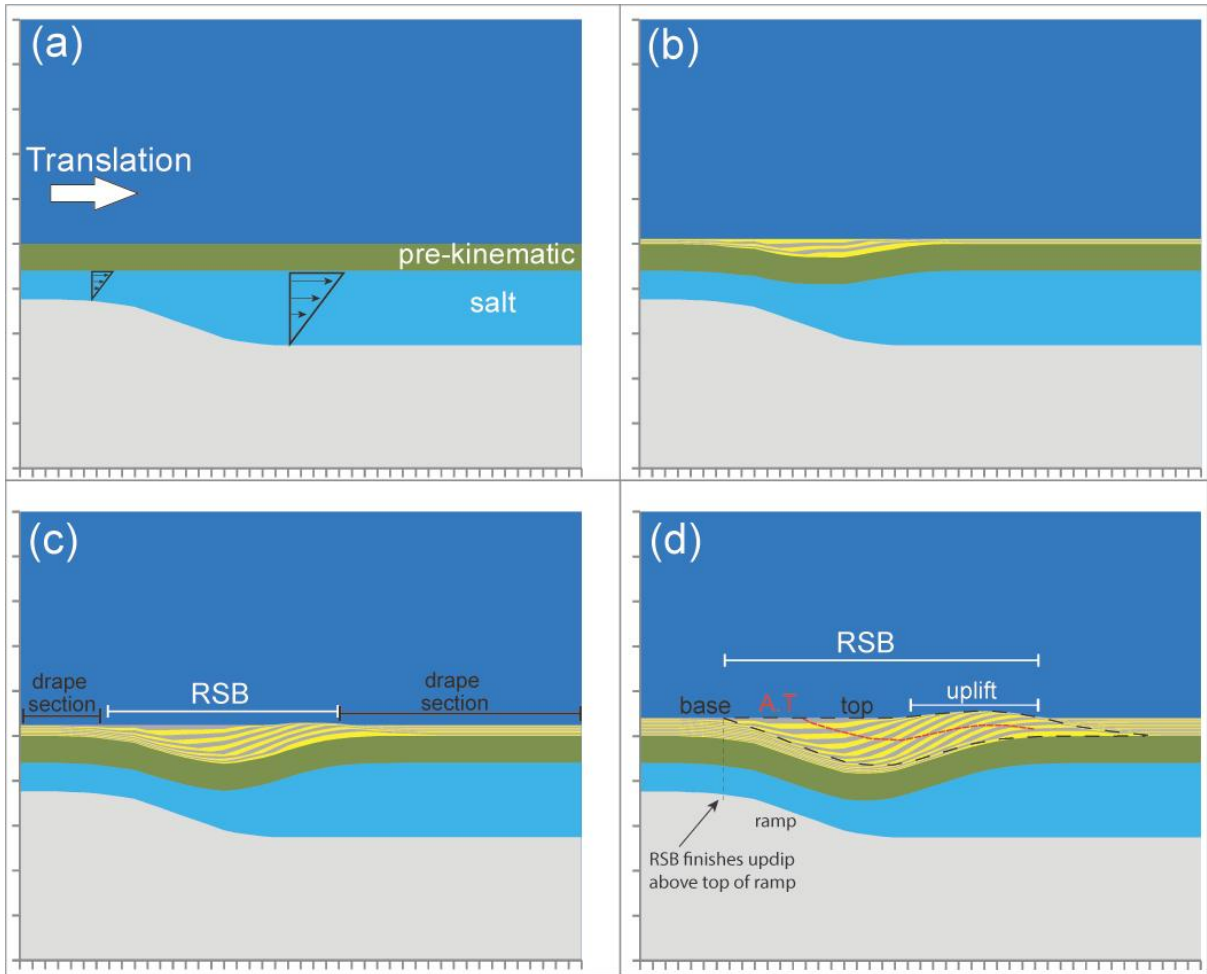 (a)
Translation
pre-kinematic
salt
(b)
(c)
drape
section
RSB
drape
section
(d)
RSB
uplift
base
A.T
top
ramp
RSB finishes updip
above top of ramp